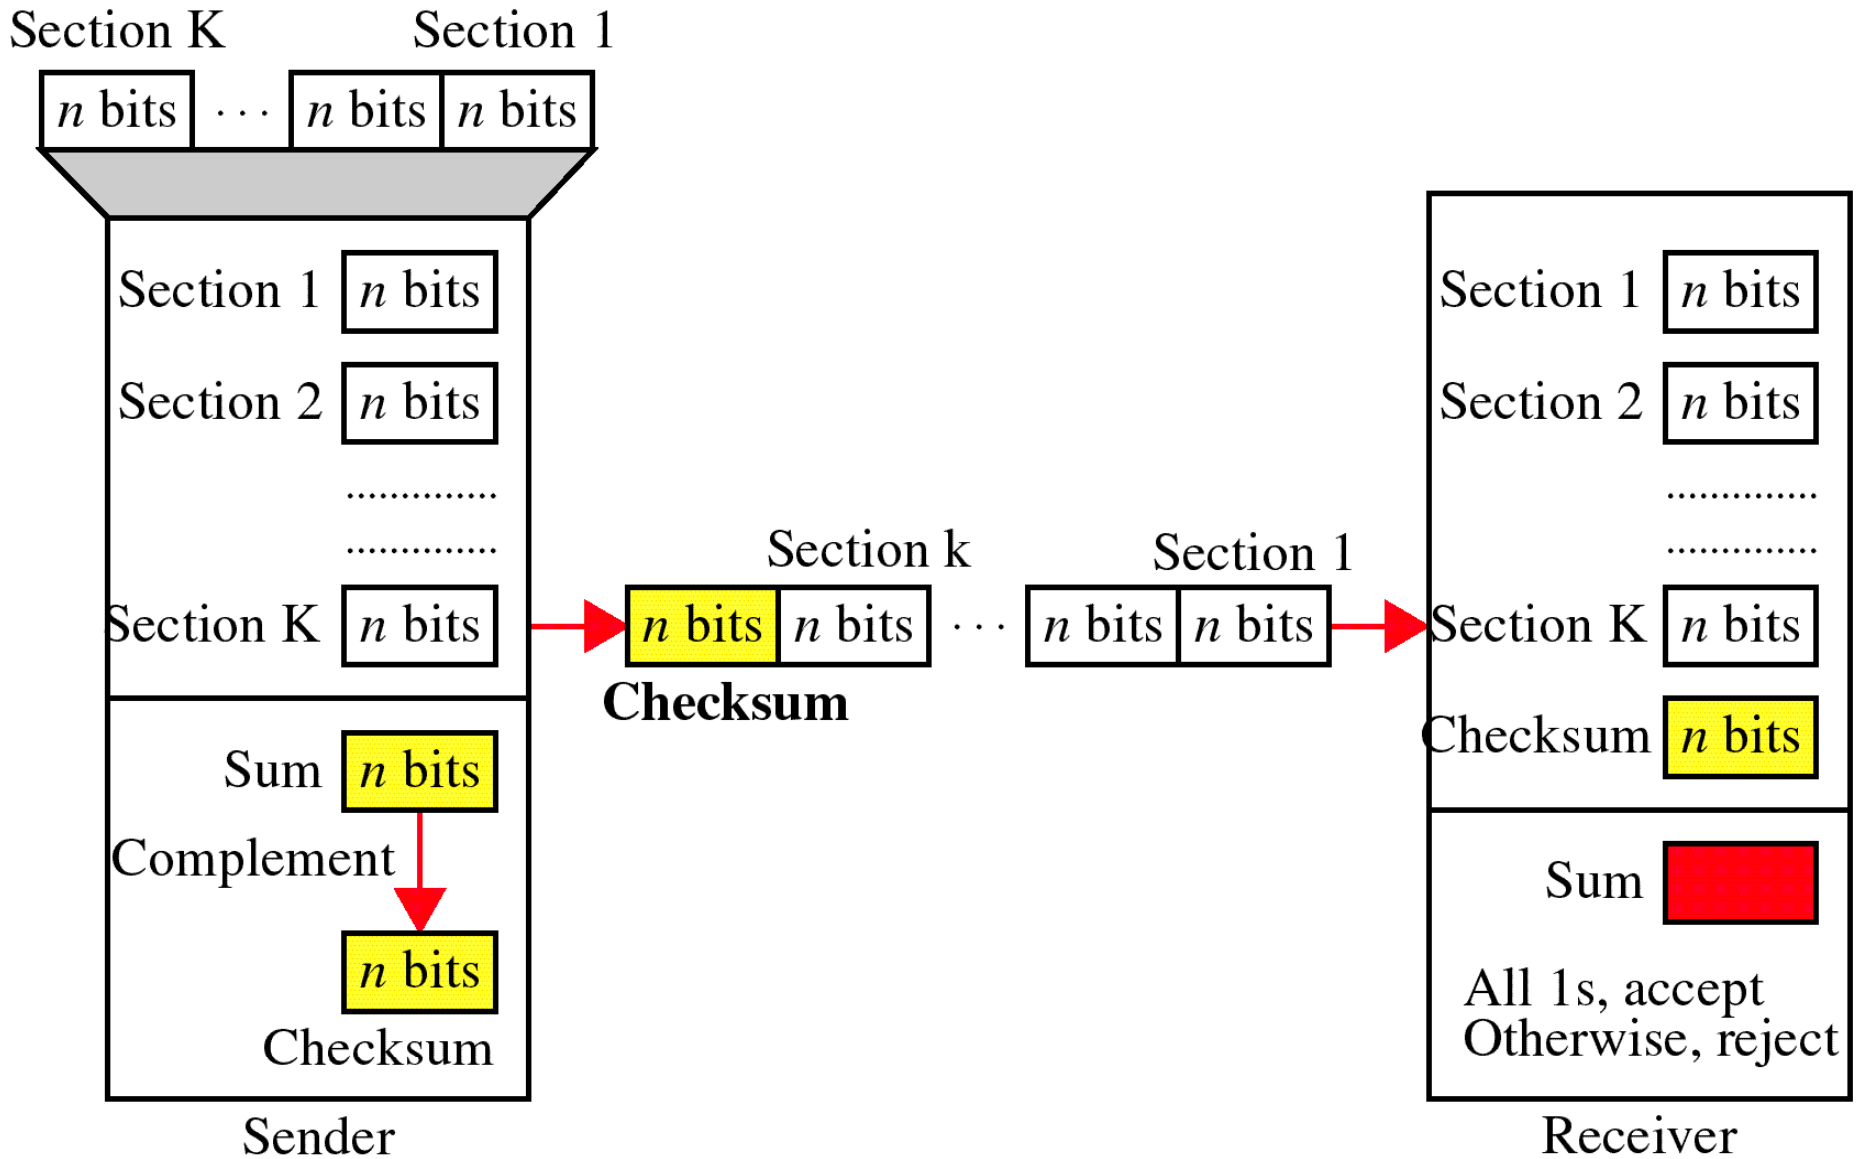 Section K Section 1
n bits ... n bits n bits
Section 1 n bits
Section 2 n bits
..............
..............
Section K n bits
Sum n bits
Complement
n bits
Checksum
Sender
Section k Section 1
n bits n bits ... n bits n bits
Checksum
Section 1 n bits
Section 2 n bits
..............
..............
Section K n bits
Checksum n bits
Sum
All 1s, accept
Otherwise, reject
Receiver